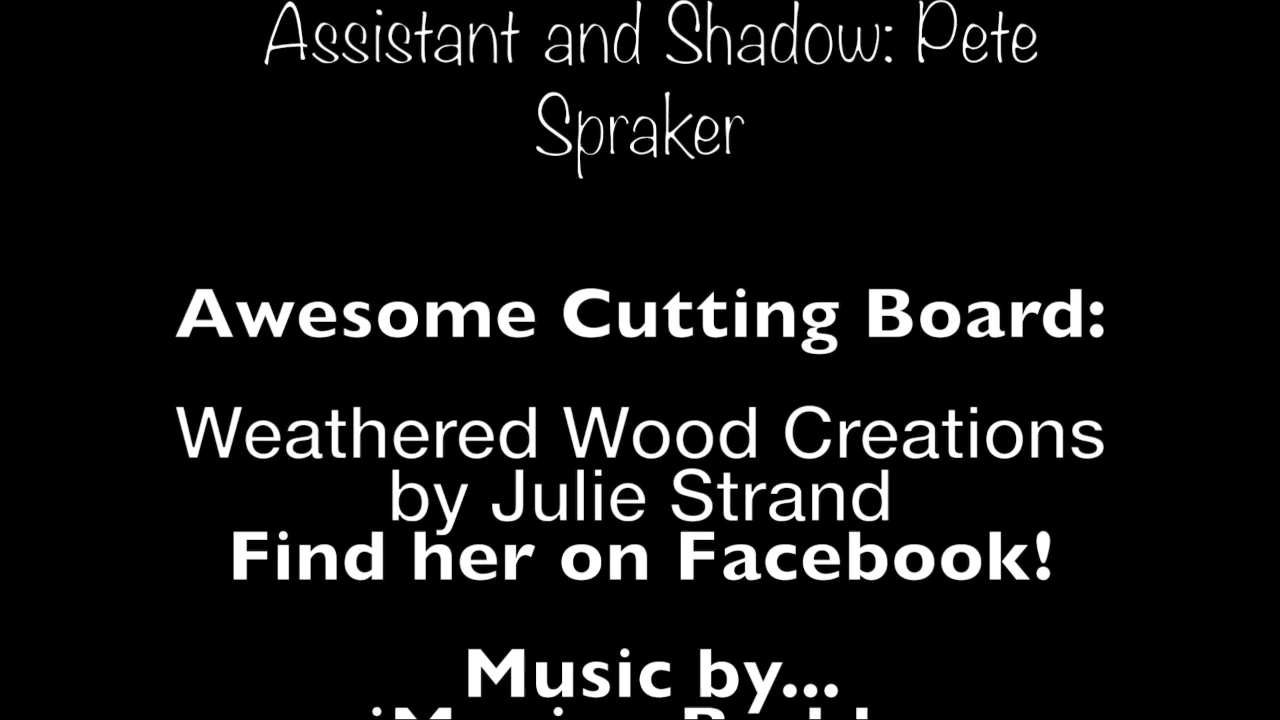 Assistant and Shadow: Pete
Spraker
Awesome Cutting Board:
Weathered Wood Creations
by Julie Strand
Find her on Facebook!
Music by...